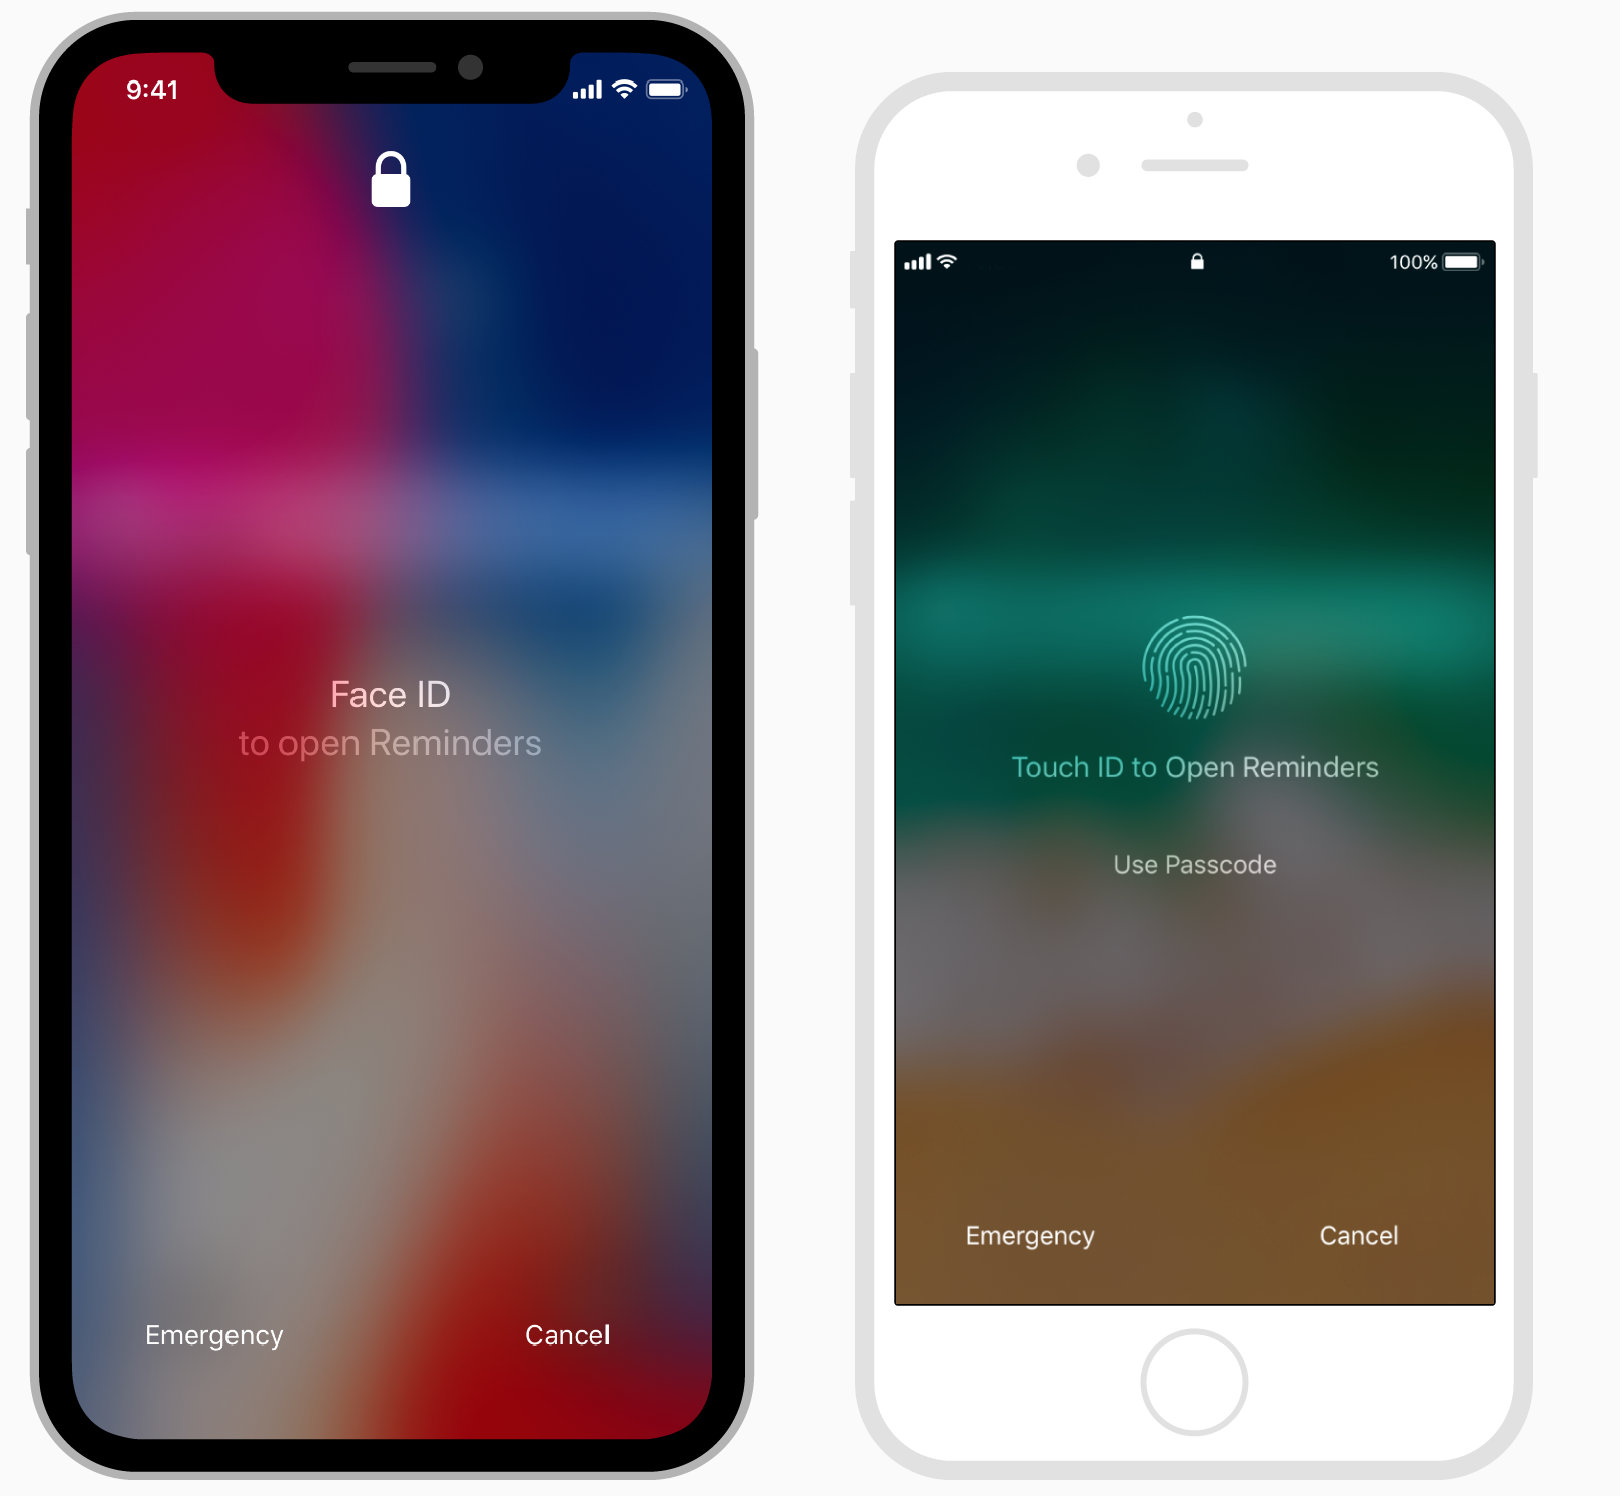 9:41
Face ID
to open Reminders
Emergency
Cancel
100%
Touch ID to Open Reminders
Use Passcode
Emergency
Cancel